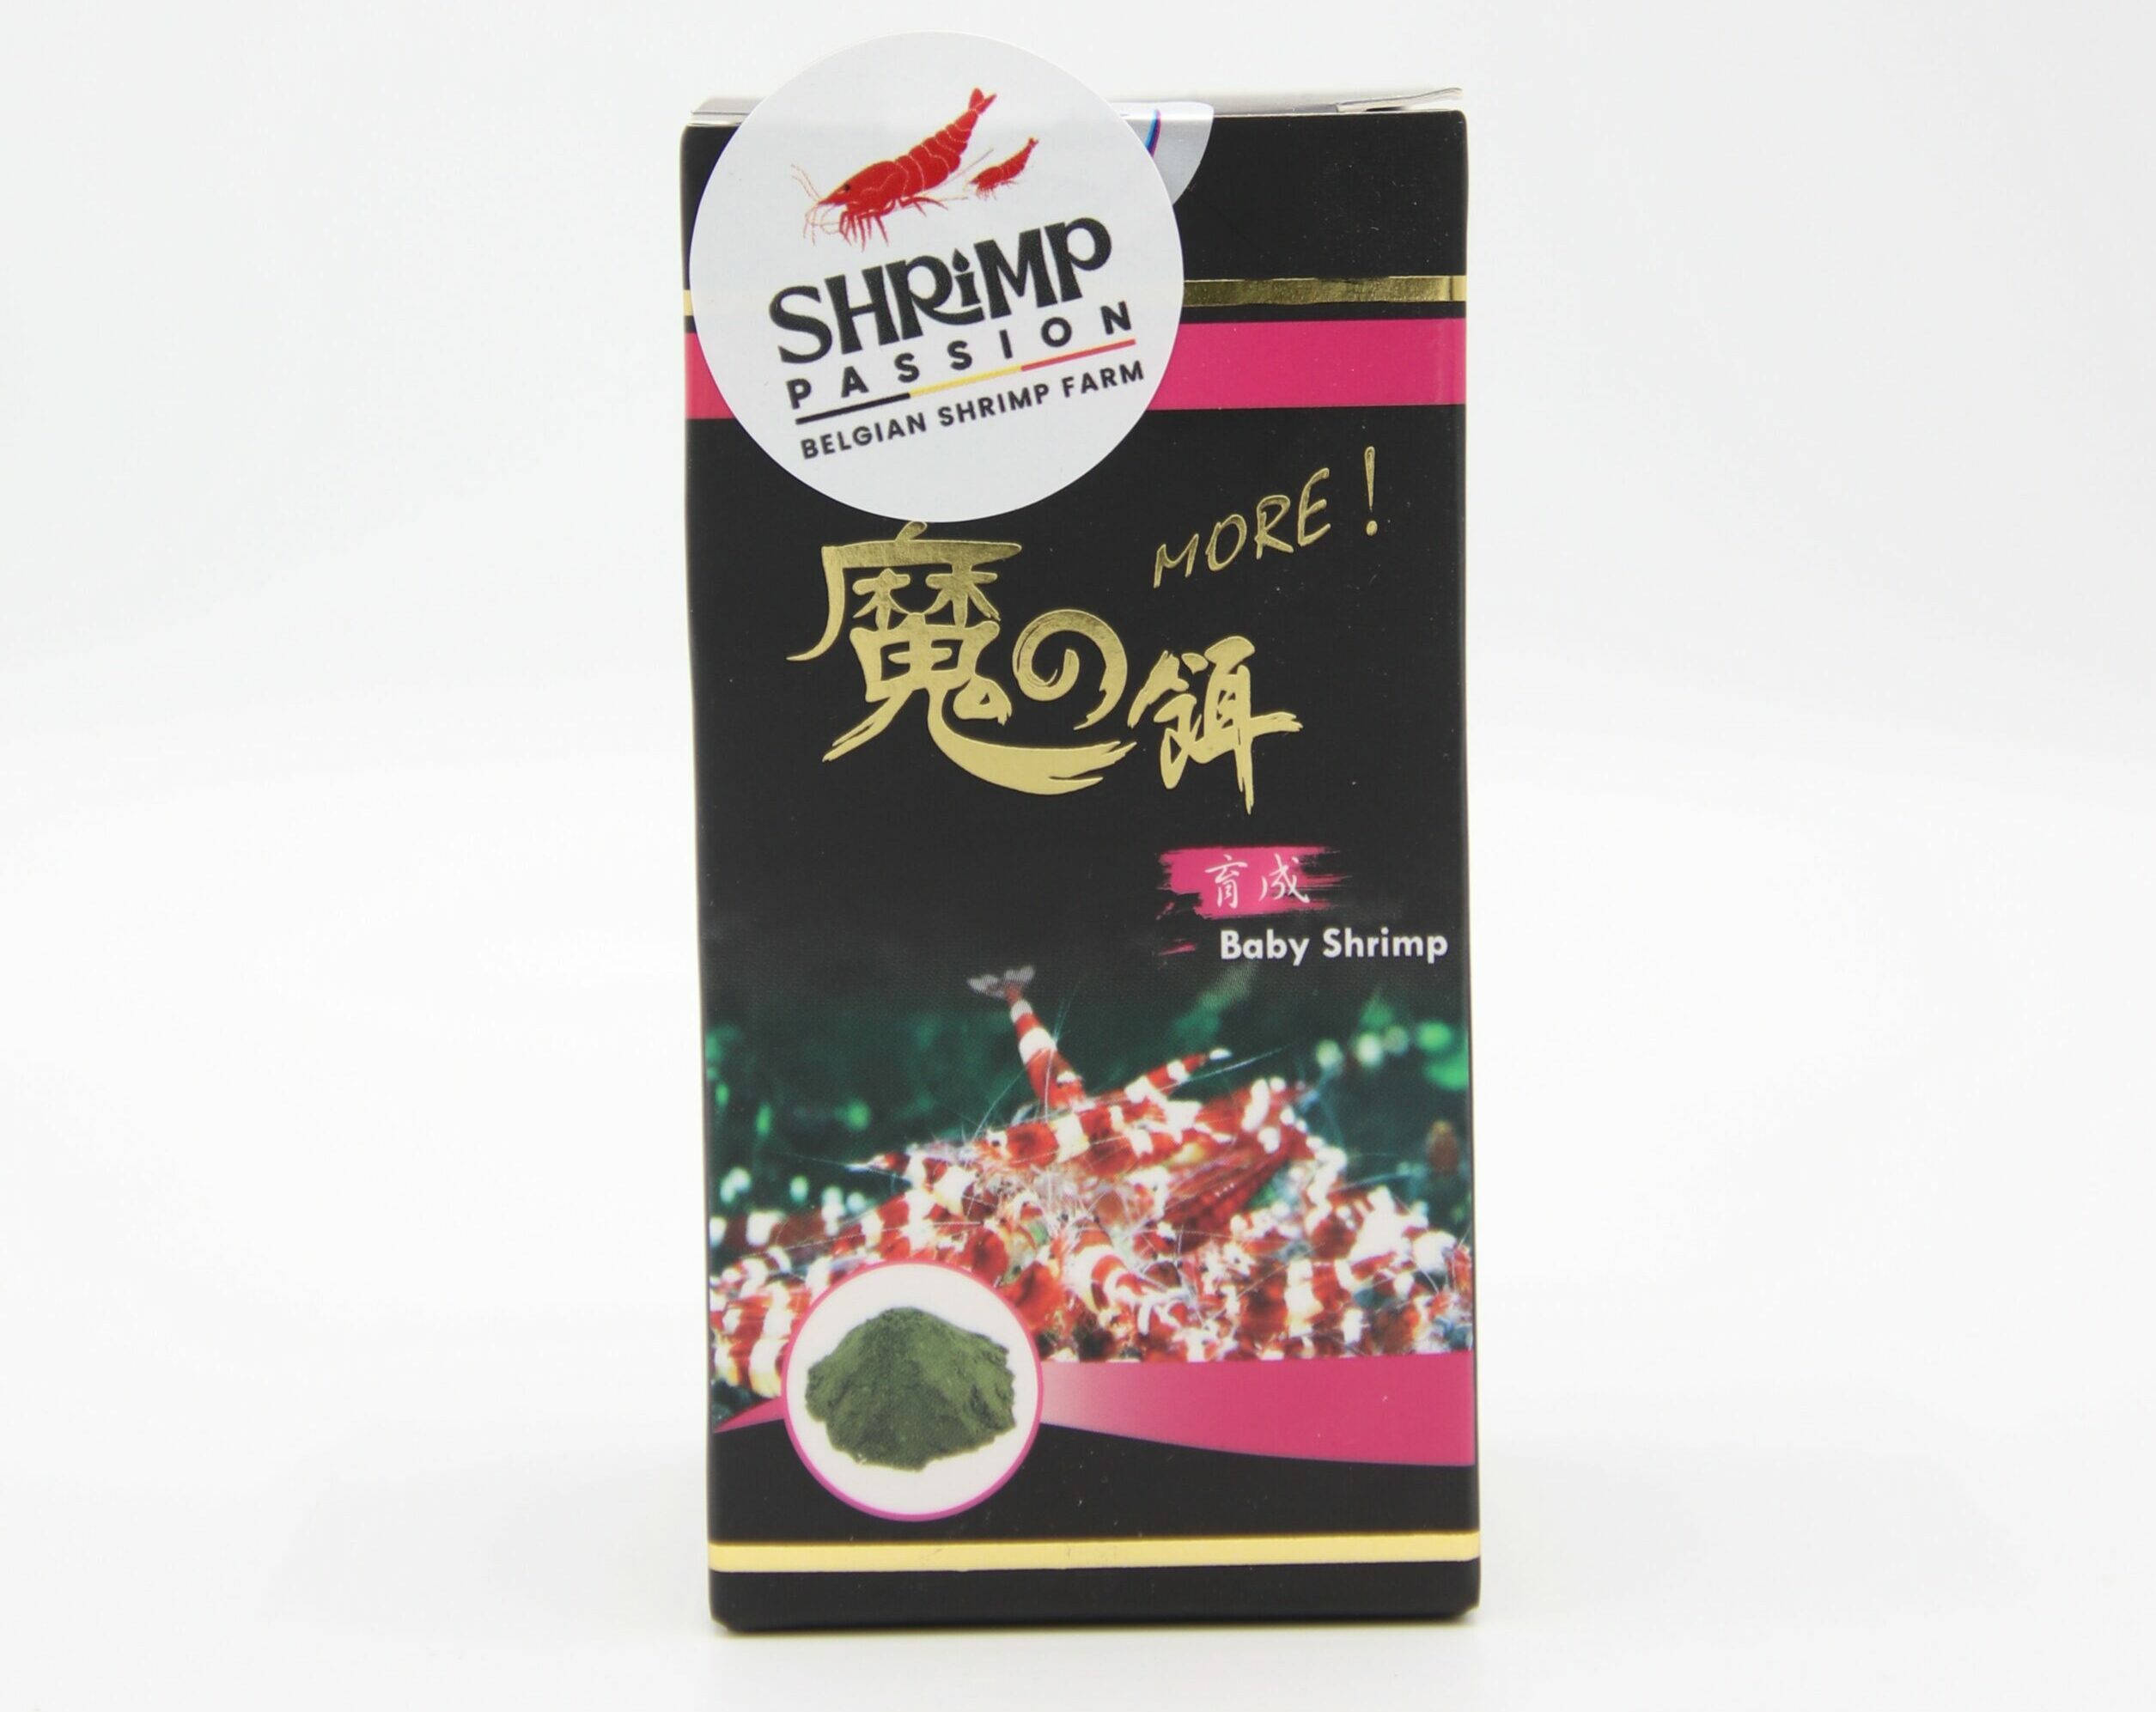 SHRiMP
PASSION
BELGIAN SHRIMP FARM
MORE!
魔の餌
育成
Baby Shrimp